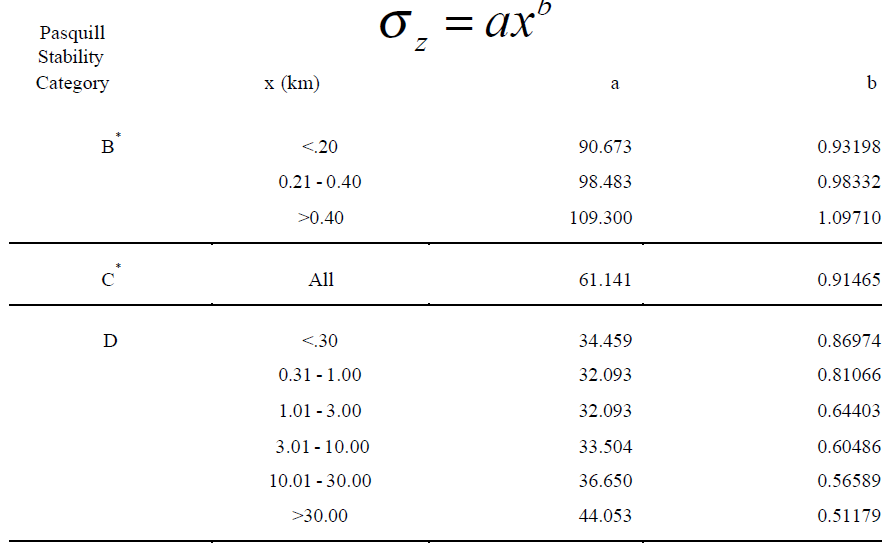 σz = ax^b
Pasquill
Stability
Category x (km) a b
B* <.20 90.673 0.93198
0.21 - 0.40 98.483 0.98332
>0.40 109.300 1.09710
C* All 61.141 0.91465
D <.30 34.459 0.86974
0.31 - 1.00 32.093 0.81066
1.01 - 3.00 32.093 0.64403
3.01 - 10.00 33.504 0.60486
10.01 - 30.00 36.650 0.56589
>30.00 44.053 0.51179